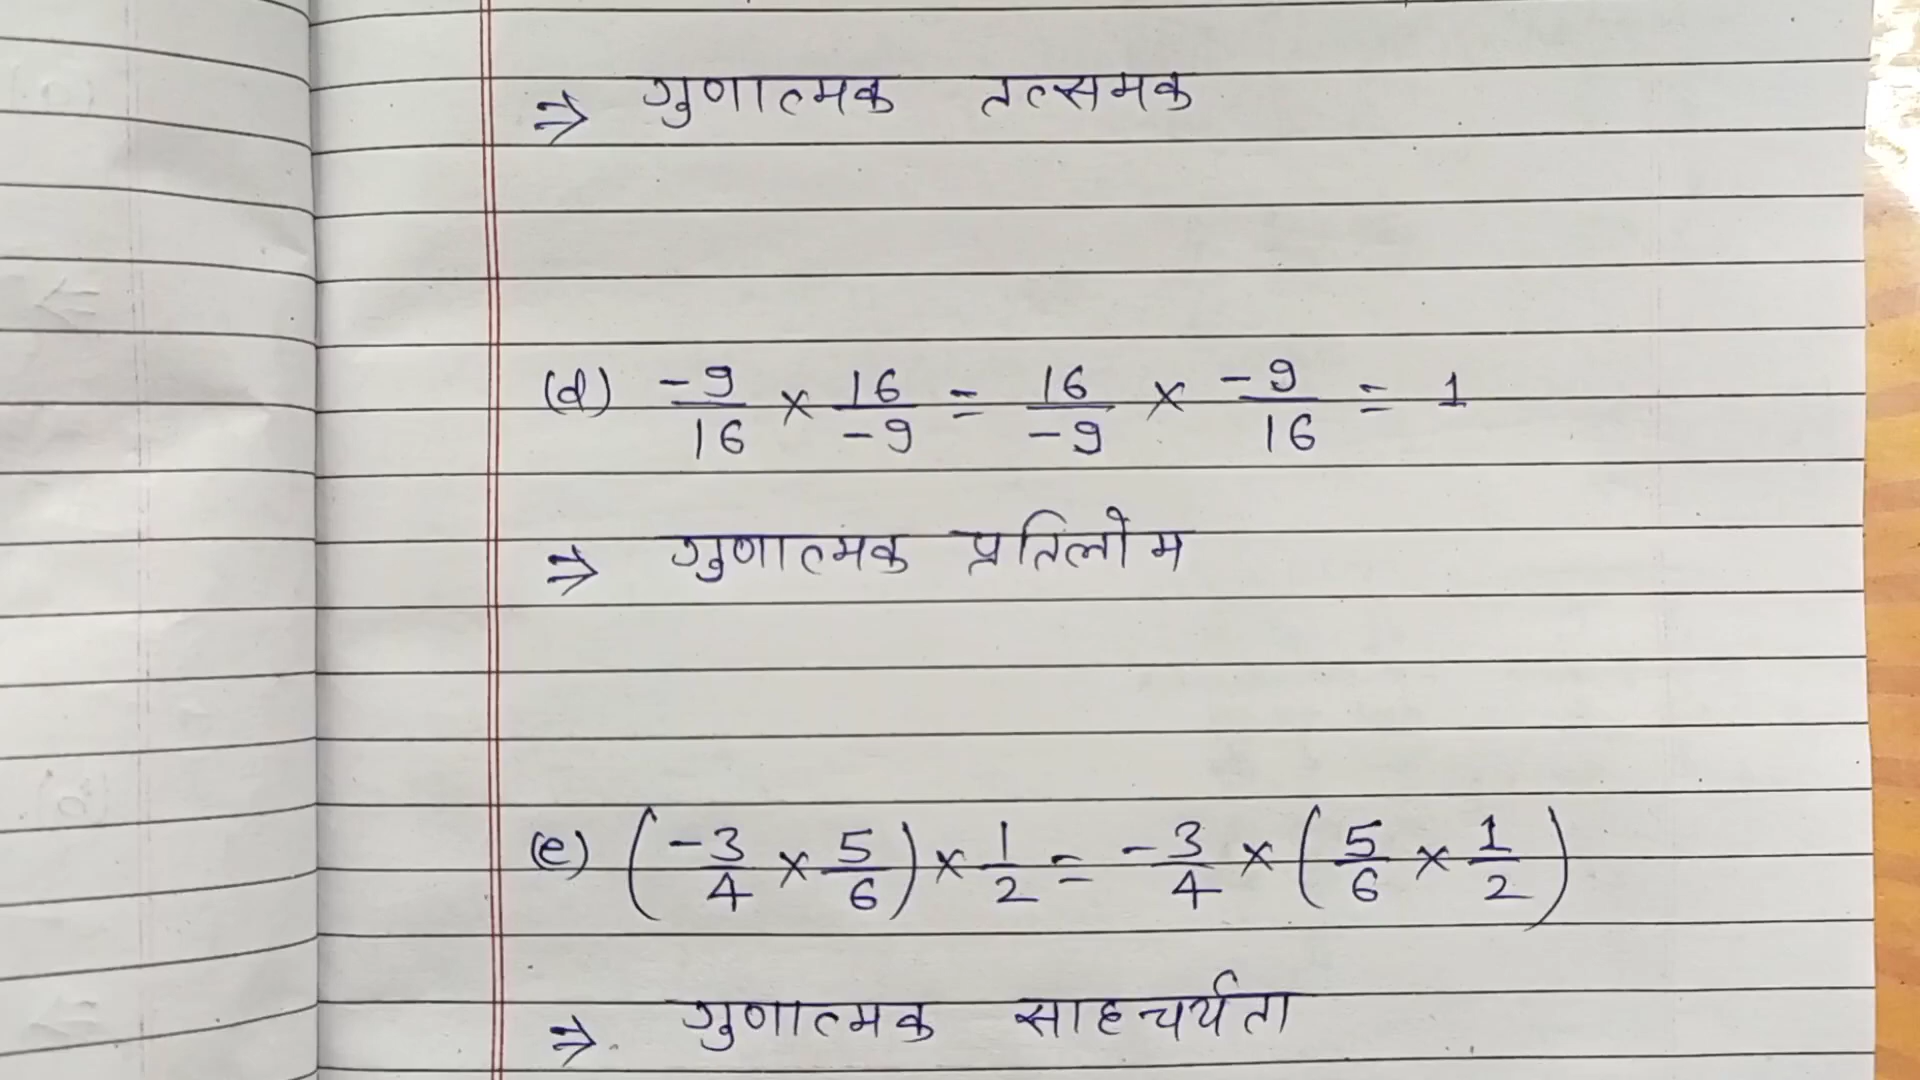 ⇒ गुणात्मक तत्समक
(d) -9/16 × 16/-9 = 16/-9 × -9/16 = 1
⇒ गुणात्मक प्रतिलोम
(e) (-3/4 × 5/6) × 1/2 = -3/4 × (5/6 × 1/2)
⇒ गुणात्मक साहचर्यता